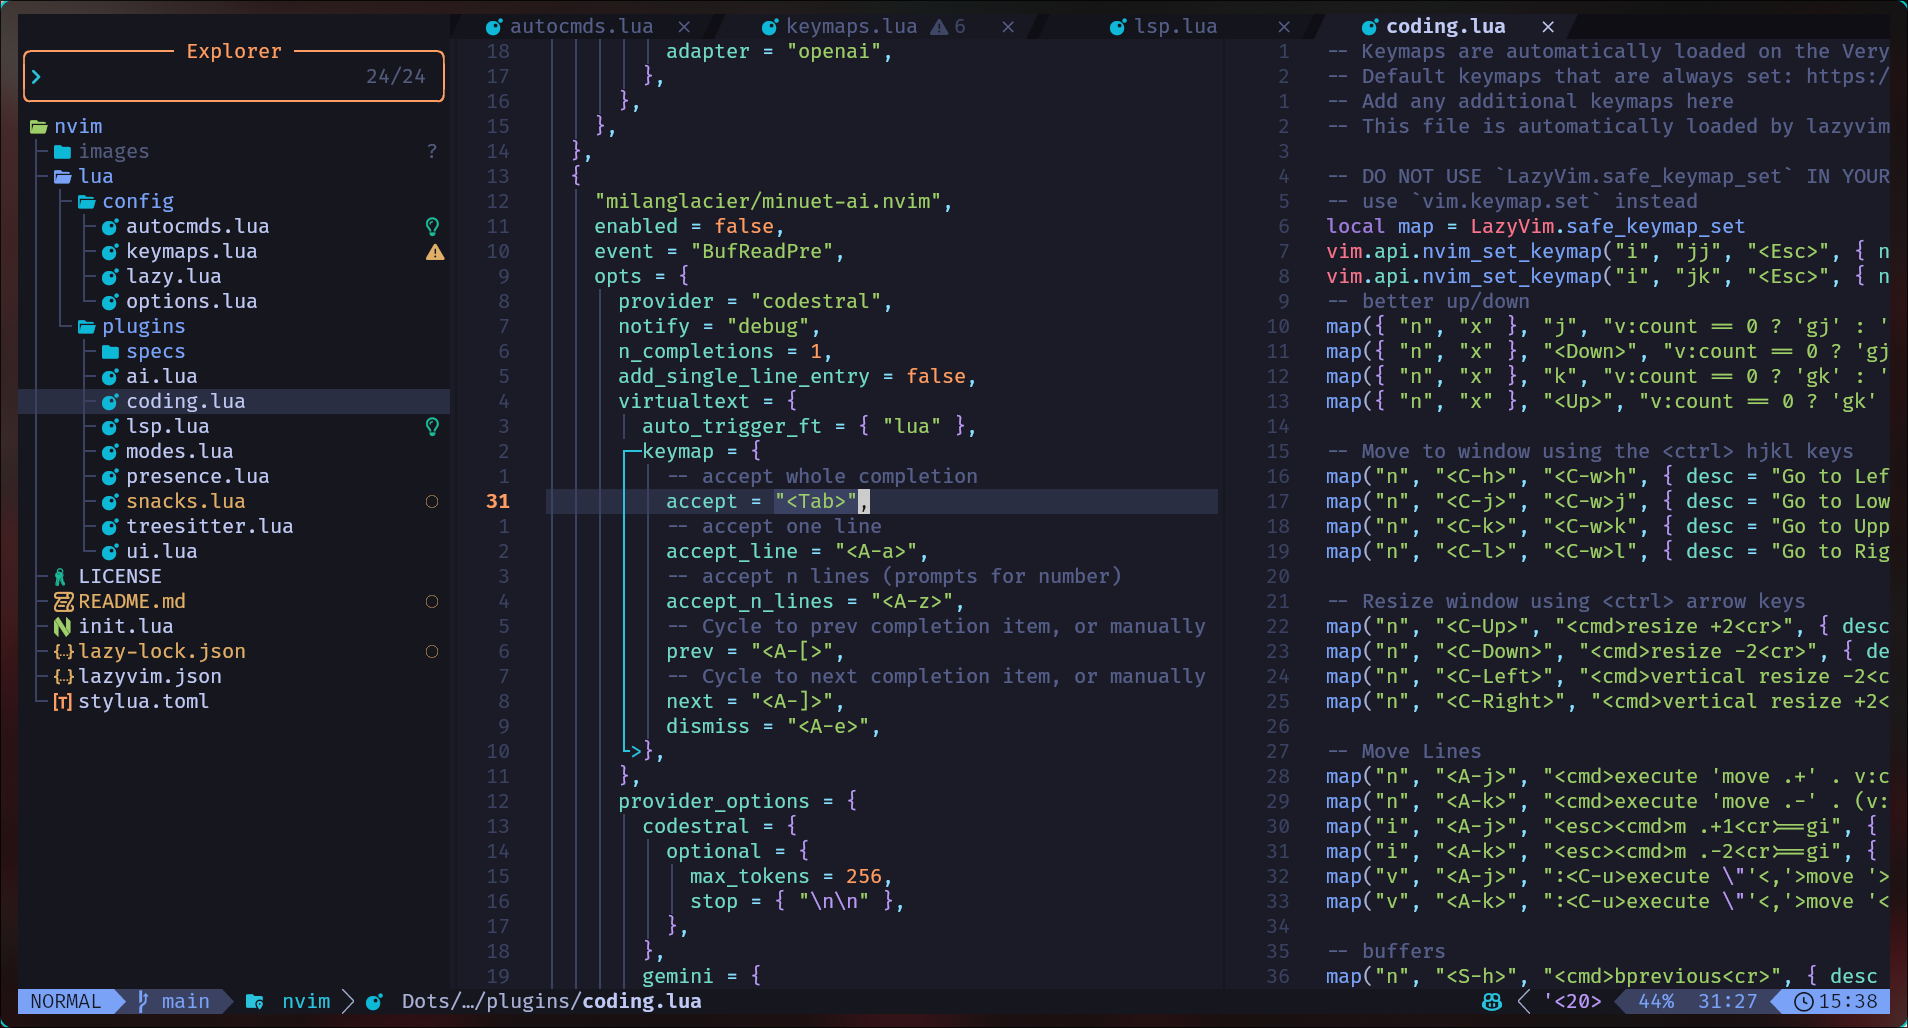 Explorer
24/24
nvim
images ?
lua
config
autocmds.lua
keymaps.lua
lazy.lua
options.lua
plugins
specs
ai.lua
coding.lua
lsp.lua
modes.lua
presence.lua
snacks.lua
treesitter.lua
ui.lua
LICENSE
README.md
init.lua
lazy-lock.json
lazyvim.json
stylua.toml
autocmds.lua × keymaps.lua 6 × lsp.lua × coding.lua ×
18 adapter = "openai",
17 },
16 },
15 },
14 },
13 {
12 "milanglacier/minuet-ai.nvim",
11 enabled = false,
10 event = "BufReadPre",
9 opts = {
8 provider = "codestral",
7 notify = "debug",
6 n_completions = 1,
5 add_single_line_entry = false,
4 virtualtext = {
3 auto_trigger_ft = { "lua" },
2 keymap = {
1 -- accept whole completion
31 accept = "<Tab>",
1 -- accept one line
2 accept_line = "<A-a>",
3 -- accept n lines (prompts for number)
4 accept_n_lines = "<A-z>",
5 -- Cycle to prev completion item, or manually
6 prev = "<A-[>",
7 -- Cycle to next completion item, or manually
8 next = "<A-]>",
9 dismiss = "<A-e>",
10 },
11 },
12 provider_options = {
13 codestral = {
14 optional = {
15 max_tokens = 256,
16 stop = { "\n\n" },
17 },
18 },
19 gemini = {
1 -- Keymaps are automatically loaded on the Very
2 -- Default keymaps that are always set: https:/
1 -- Add any additional keymaps here
2 -- This file is automatically loaded by lazyvim
3
4 -- DO NOT USE `LazyVim.safe_keymap_set` IN YOUR
5 -- use `vim.keymap.set` instead
6 local map = LazyVim.safe_keymap_set
7 vim.api.nvim_set_keymap("i", "jj", "<Esc>", { n
8 vim.api.nvim_set_keymap("i", "jk", "<Esc>", { n
9 -- better up/down
10 map({ "n", "x" }, "j", "v:count == 0 ? 'gj' : '
11 map({ "n", "x" }, "<Down>", "v:count == 0 ? 'gj
12 map({ "n", "x" }, "k", "v:count == 0 ? 'gk' : '
13 map({ "n", "x" }, "<Up>", "v:count == 0 ? 'gk'
14
15 -- Move to window using the <ctrl> hjkl keys
16 map("n", "<C-h>", "<C-w>h", { desc = "Go to Lef
17 map("n", "<C-j>", "<C-w>j", { desc = "Go to Low
18 map("n", "<C-k>", "<C-w>k", { desc = "Go to Upp
19 map("n", "<C-l>", "<C-w>l", { desc = "Go to Rig
20
21 -- Resize window using <ctrl> arrow keys
22 map("n", "<C-Up>", "<cmd>resize +2<cr>", { desc
23 map("n", "<C-Down>", "<cmd>resize -2<cr>", { de
24 map("n", "<C-Left>", "<cmd>vertical resize -2<c
25 map("n", "<C-Right>", "<cmd>vertical resize +2<
26
27 -- Move Lines
28 map("n", "<A-j>", "<cmd>execute 'move .+' . v:c
29 map("n", "<A-k>", "<cmd>execute 'move .-' . (v:
30 map("i", "<A-j>", "<esc><cmd>m .+1<cr>==gi", {
31 map("i", "<A-k>", "<esc><cmd>m .-2<cr>==gi", {
32 map("v", "<A-j>", ":<C-u>execute \"'<,'>move '>
33 map("v", "<A-k>", ":<C-u>execute \"'<,'>move '<
34
35 -- buffers
36 map("n", "<S-h>", "<cmd>bprevious<cr>", { desc
NORMAL main nvim Dots/…/plugins/coding.lua '<20> 44% 31:27 15:38